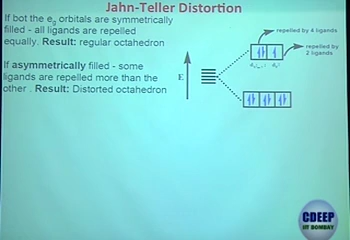 Jahn-Teller Distortion
If bot the eg orbitals are symmetrically
filled - all ligands are repelled
equally. Result: regular octahedron
If asymmetrically filled - some
ligands are repelled more than the
other . Result: Distorted octahedron
repelled by 4 ligands
repelled by
2 ligands
E
CDEEP
IIT BOMBAY